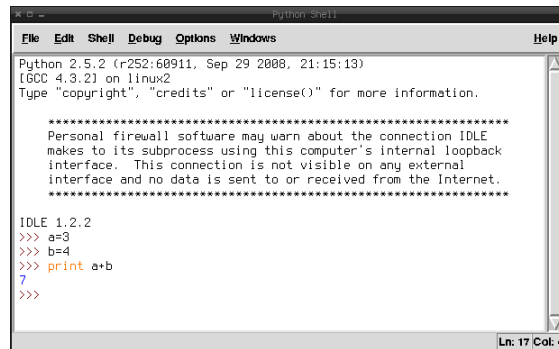 Python Shell
File Edit Shell Debug Options Windows Help
Python 2.5.2 (r252:60911, Sep 29 2008, 21:15:13)
[GCC 4.3.2] on linux2
Type "copyright", "credits" or "license()" for more information.
****************************************************************
Personal firewall software may warn about the connection IDLE
makes to its subprocess using this computer's internal loopback
interface. This connection is not visible on any external
interface and no data is sent to or received from the Internet.
****************************************************************
IDLE 1.2.2
>>> a=3
>>> b=4
>>> print a+b
7
>>>
Ln: 17 Col: